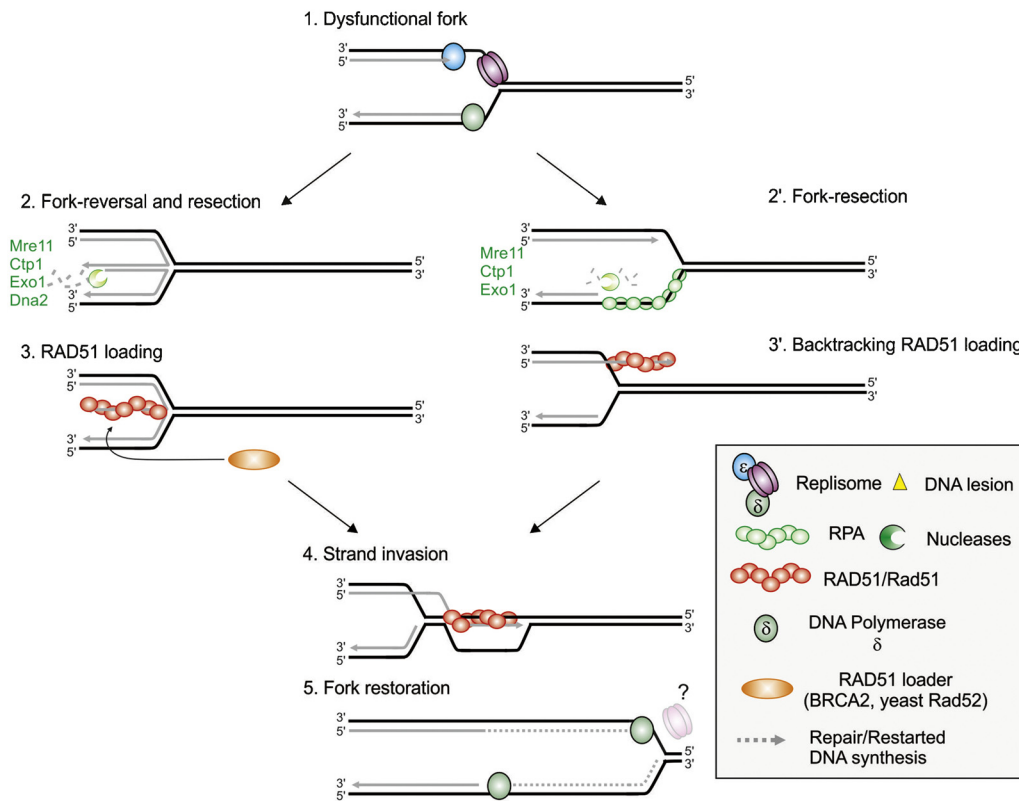 1. Dysfunctional fork
3'
5'
5'
3'
3'
5'
2. Fork-reversal and resection
3'
5'
Mre11
Ctp1
Exo1
Dna2
3'
5'
5'
3'
2'. Fork-resection
3'
5'
Mre11
Ctp1
Exo1
3'
5'
5'
3'
3. RAD51 loading
3'
5'
3'
5'
5'
3'
3'. Backtracking RAD51 loading
3'
5'
3'
5'
5'
3'
4. Strand invasion
3'
5'
3'
5'
5'
3'
5. Fork restoration
?
3'
5'
3'
5'
5'
3'
ε
δ
Replisome
DNA lesion
RPA
Nucleases
RAD51/Rad51
δ
DNA Polymerase
δ
RAD51 loader
(BRCA2, yeast Rad52)
Repair/Restarted
DNA synthesis